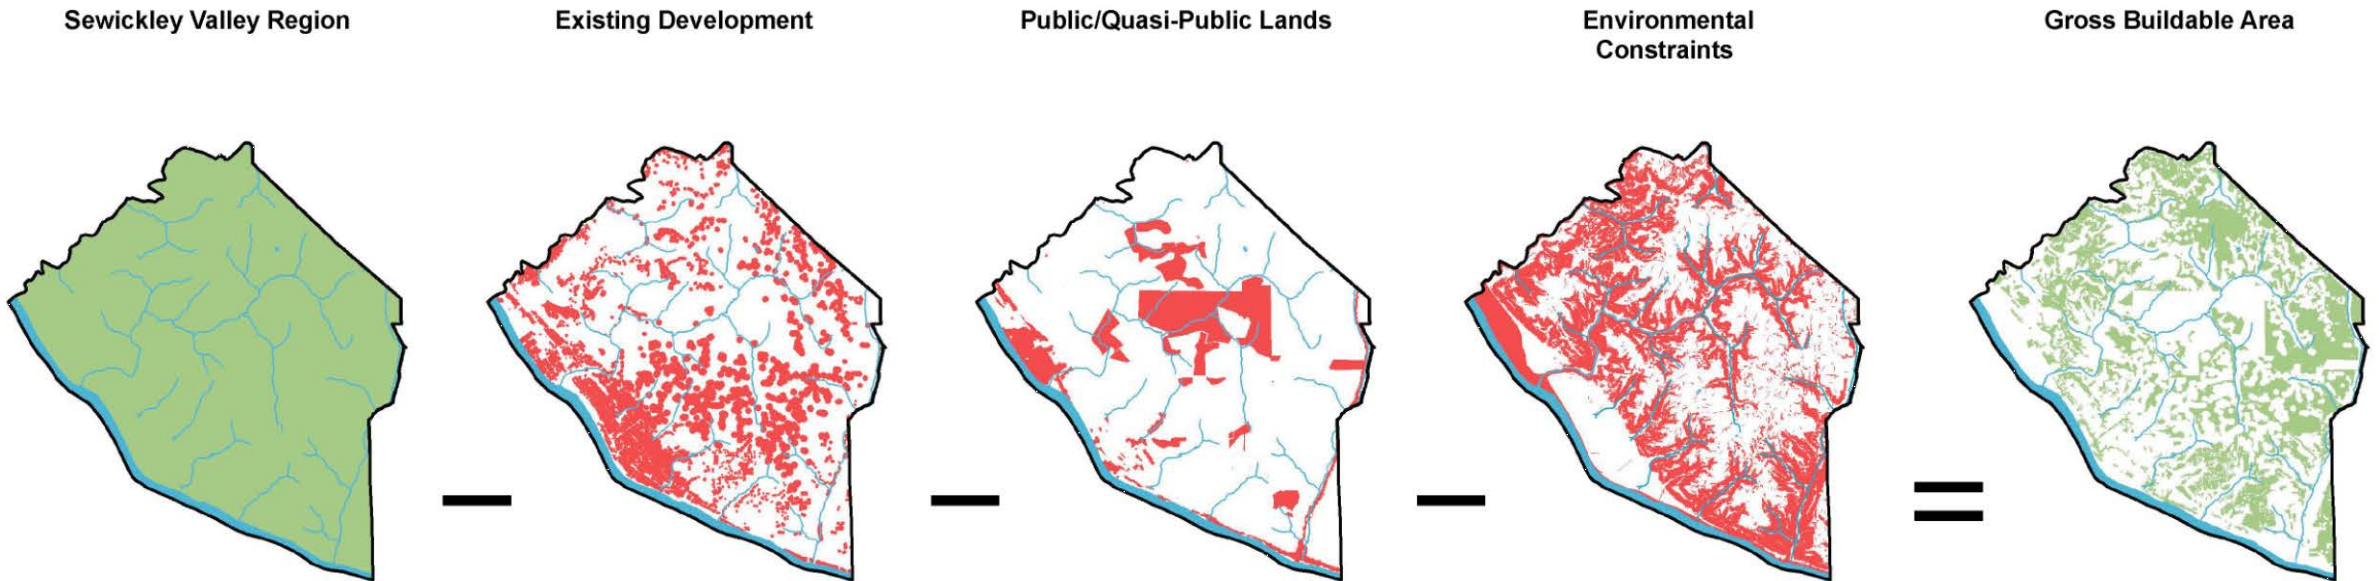 Sewickley Valley Region
Existing Development
Public/Quasi-Public Lands
Environmental
Constraints
Gross Buildable Area